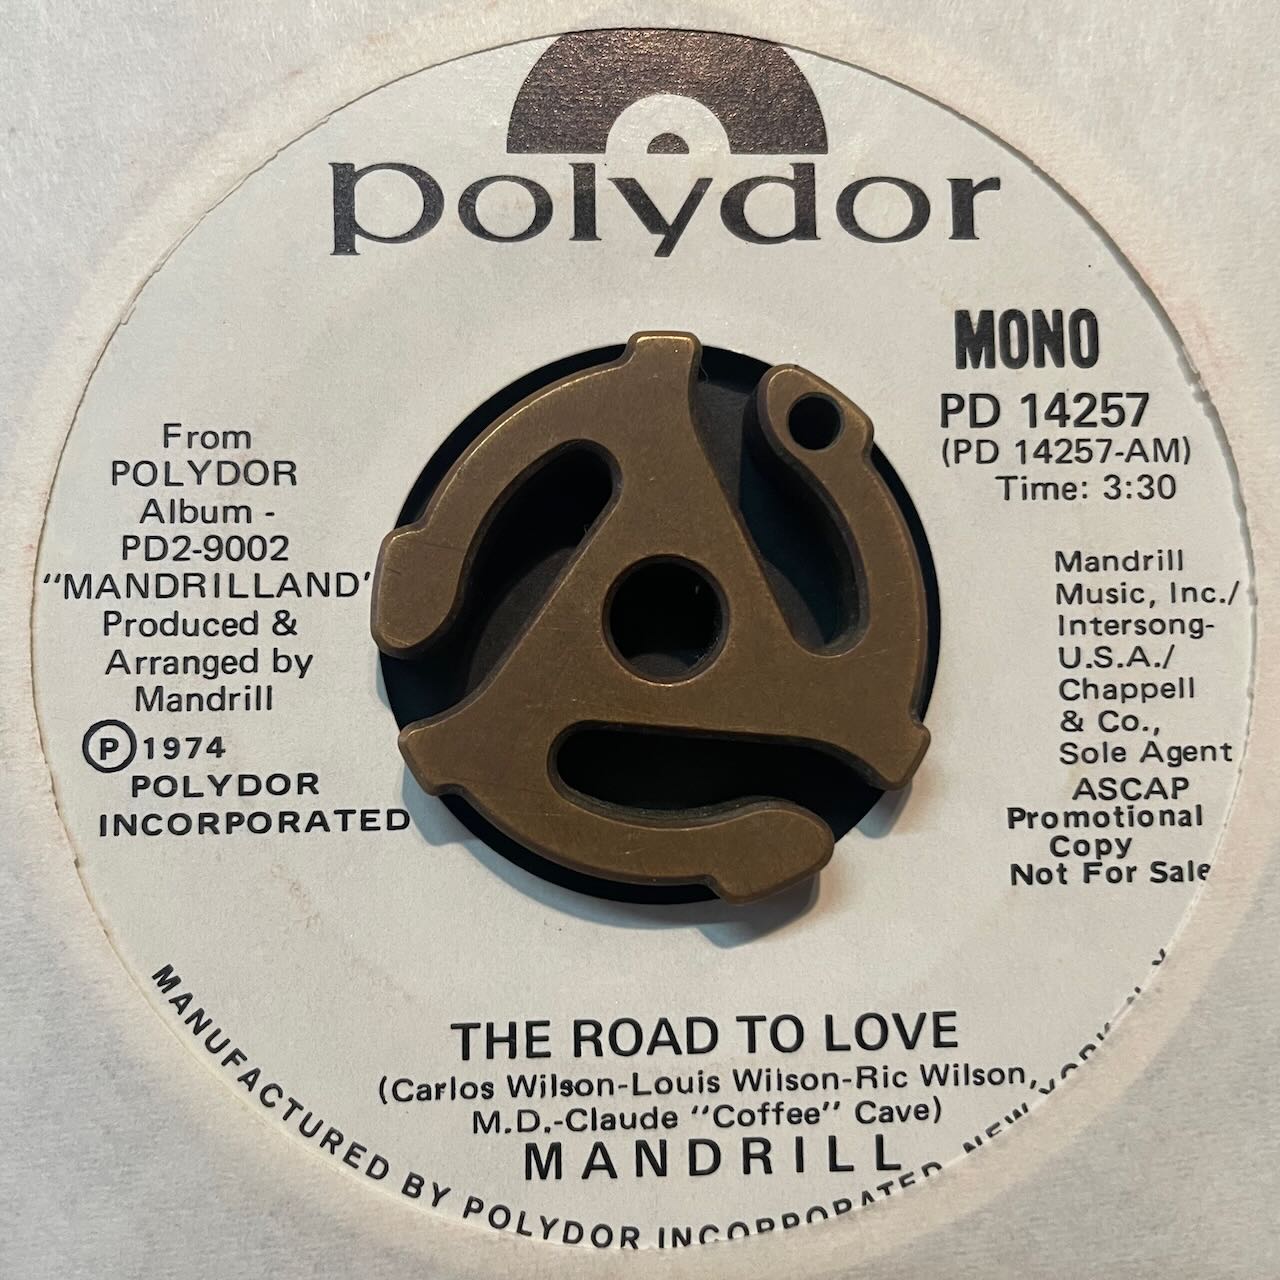 polydor
MONO
PD 14257
(PD 14257-AM)
Time: 3:30
From
POLYDOR
Album -
PD2-9002
"MANDRILLAND"
Produced &
Arranged by
Mandrill
Ⓟ 1974
POLYDOR
INCORPORATED
Mandrill
Music, Inc./
Intersong-
U.S.A./
Chappell
& Co.,
Sole Agent
ASCAP
Promotional
Copy
Not For Sale
THE ROAD TO LOVE
(Carlos Wilson-Louis Wilson-Ric Wilson,
M.D.-Claude "Coffee" Cave)
MANDRILL
MANUFACTURED BY POLYDOR INCORPORATED, NEW YORK, N.Y.